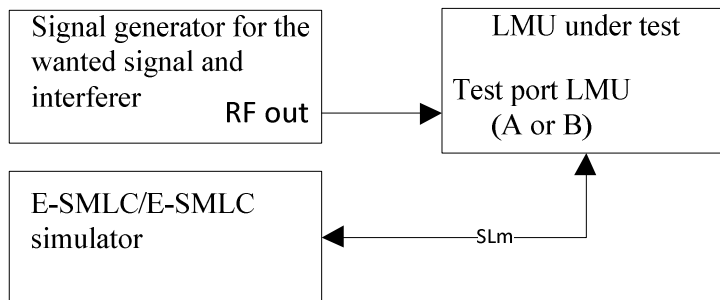 Signal generator for the
wanted signal and
interferer
RF out
LMU under test
Test port LMU
(A or B)
E-SMLC/E-SMLC
simulator
SLm